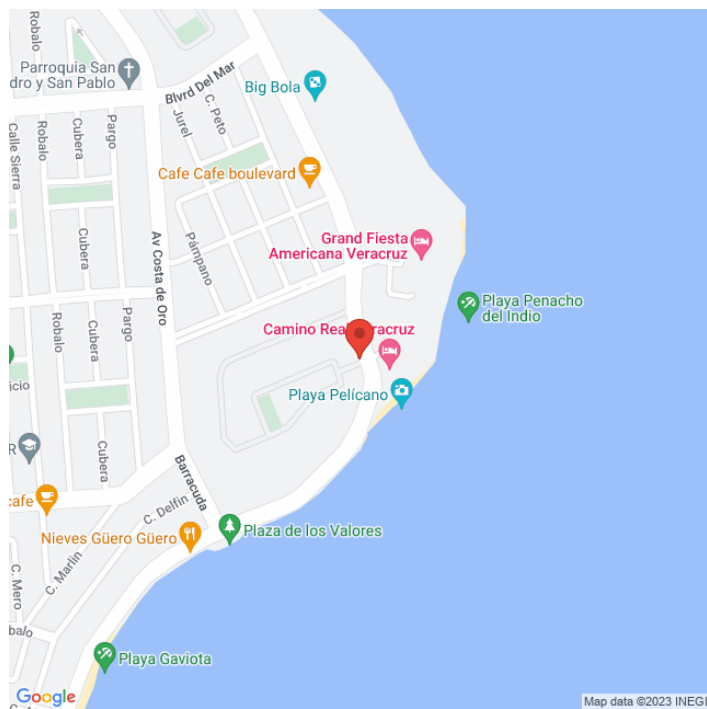 Robalo
Parroquia San
dro y San Pablo
Blvrd Del Mar
Big Bola
Calle Sierra
Robalo
Cubera
Pargo
Jurel
C. Peto
Cafe Cafe boulevard
Cubera
Pámpano
Av Costa de Oro
Grand Fiesta
Americana Veracruz
Playa Penacho
del Indio
Robalo
Cubera
Pargo
Camino Real Veracruz
icio
Playa Pelícano
R
Cubera
Barracuda
cafe
C. Delfin
Nieves Güero Güero
Plaza de los Valores
C. Mero
C. Marlin
balo
Playa Gaviota
Google
Map data ©2023 INEGI